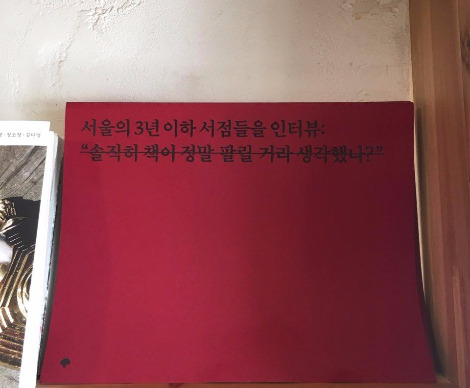 서울의 3년 이하 서점들을 인터뷰:
“솔직히 책이 정말 팔릴 거라 생각했나?”